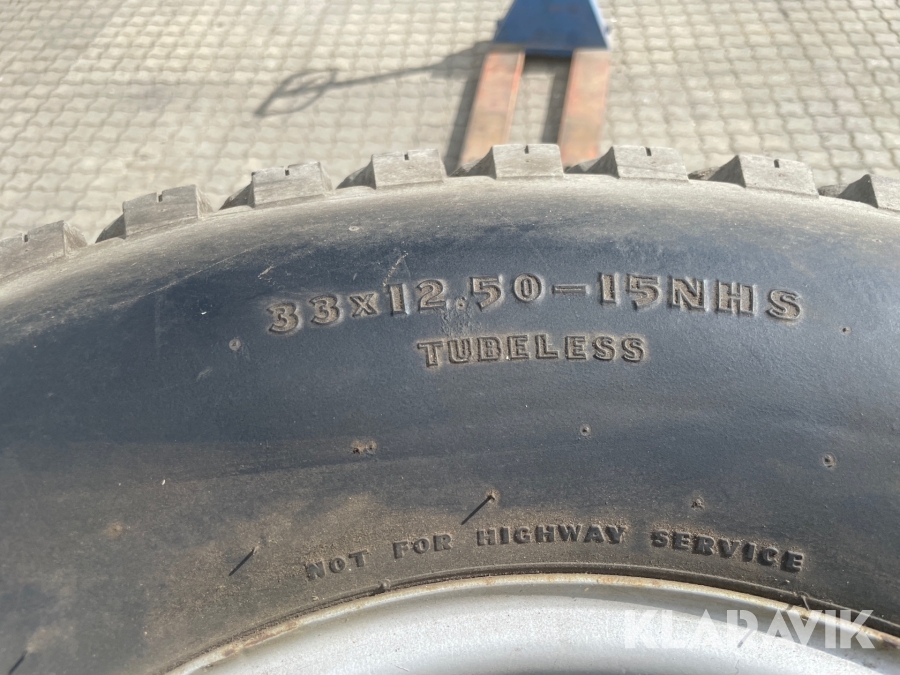 33x12.50-15NHS
TUBELESS
NOT FOR HIGHWAY SERVICE
KLARAVIK